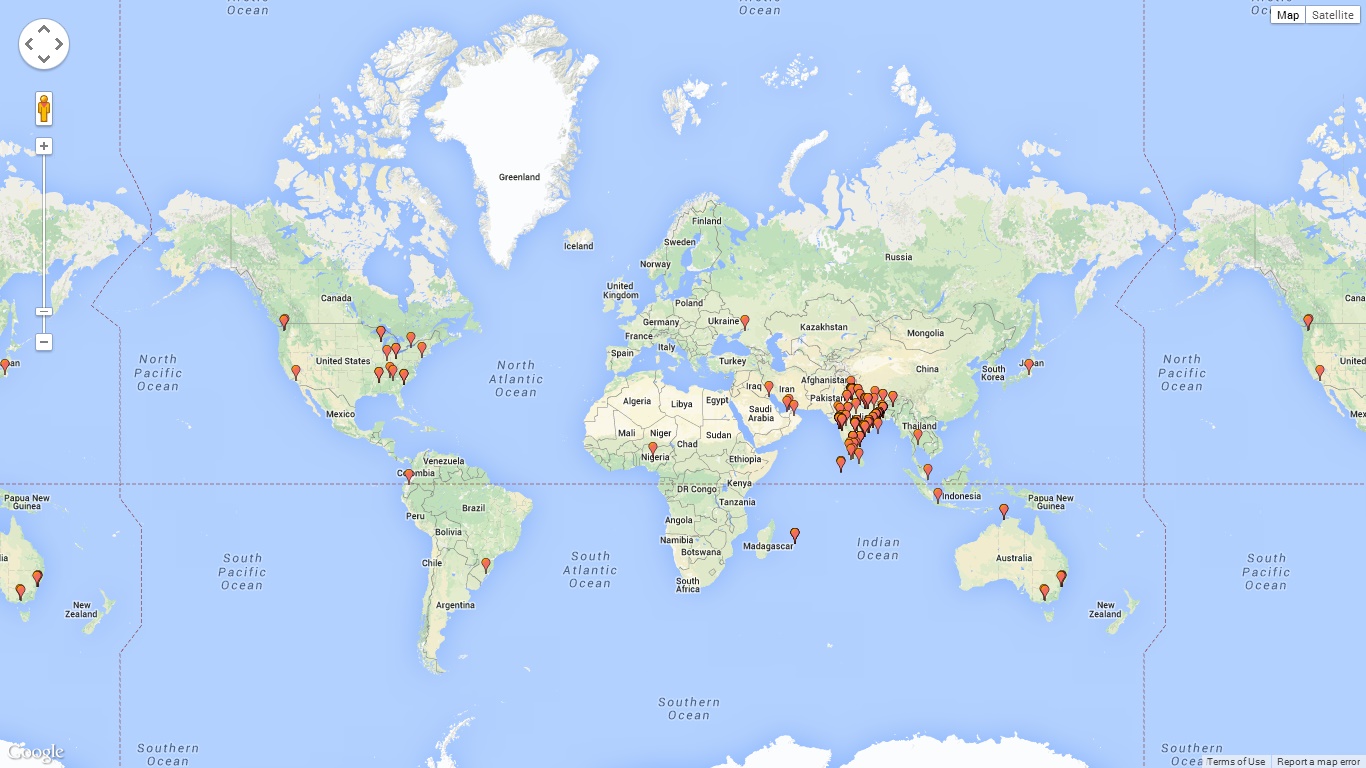 Arctic
Ocean
Arctic
Ocean
Map
Satellite
Greenland
Iceland
Finland
Sweden
Norway
Russia
United
Kingdom
Canada
Poland
Germany
Ukraine
Kazakhstan
Mongolia
France
Italy
Spain
Turkey
United States
North
Pacific
Ocean
North
Atlantic
Ocean
China
South
Korea
North
Pacific
Ocean
Iraq
Iran
Afghanistan
Pakistan
Algeria
Libya
Egypt
Saudi
Arabia
Mexico
Mali
Niger
Chad
Sudan
Thailand
Nigeria
Ethiopia
Venezuela
Colombia
Kenya
DR Congo
Tanzania
Indonesia
Papua New
Guinea
Papua New
Guinea
Peru
Brazil
Angola
Bolivia
Namibia
Botswana
Madagascar
Indian
Ocean
Australia
Chile
South
Pacific
Ocean
South
Atlantic
Ocean
South
Africa
South
Pacific
Ocean
Argentina
New
Zealand
New
Zealand
Southern
Ocean
Southern
Ocean
Southern
Google
Terms of Use
Report a map error